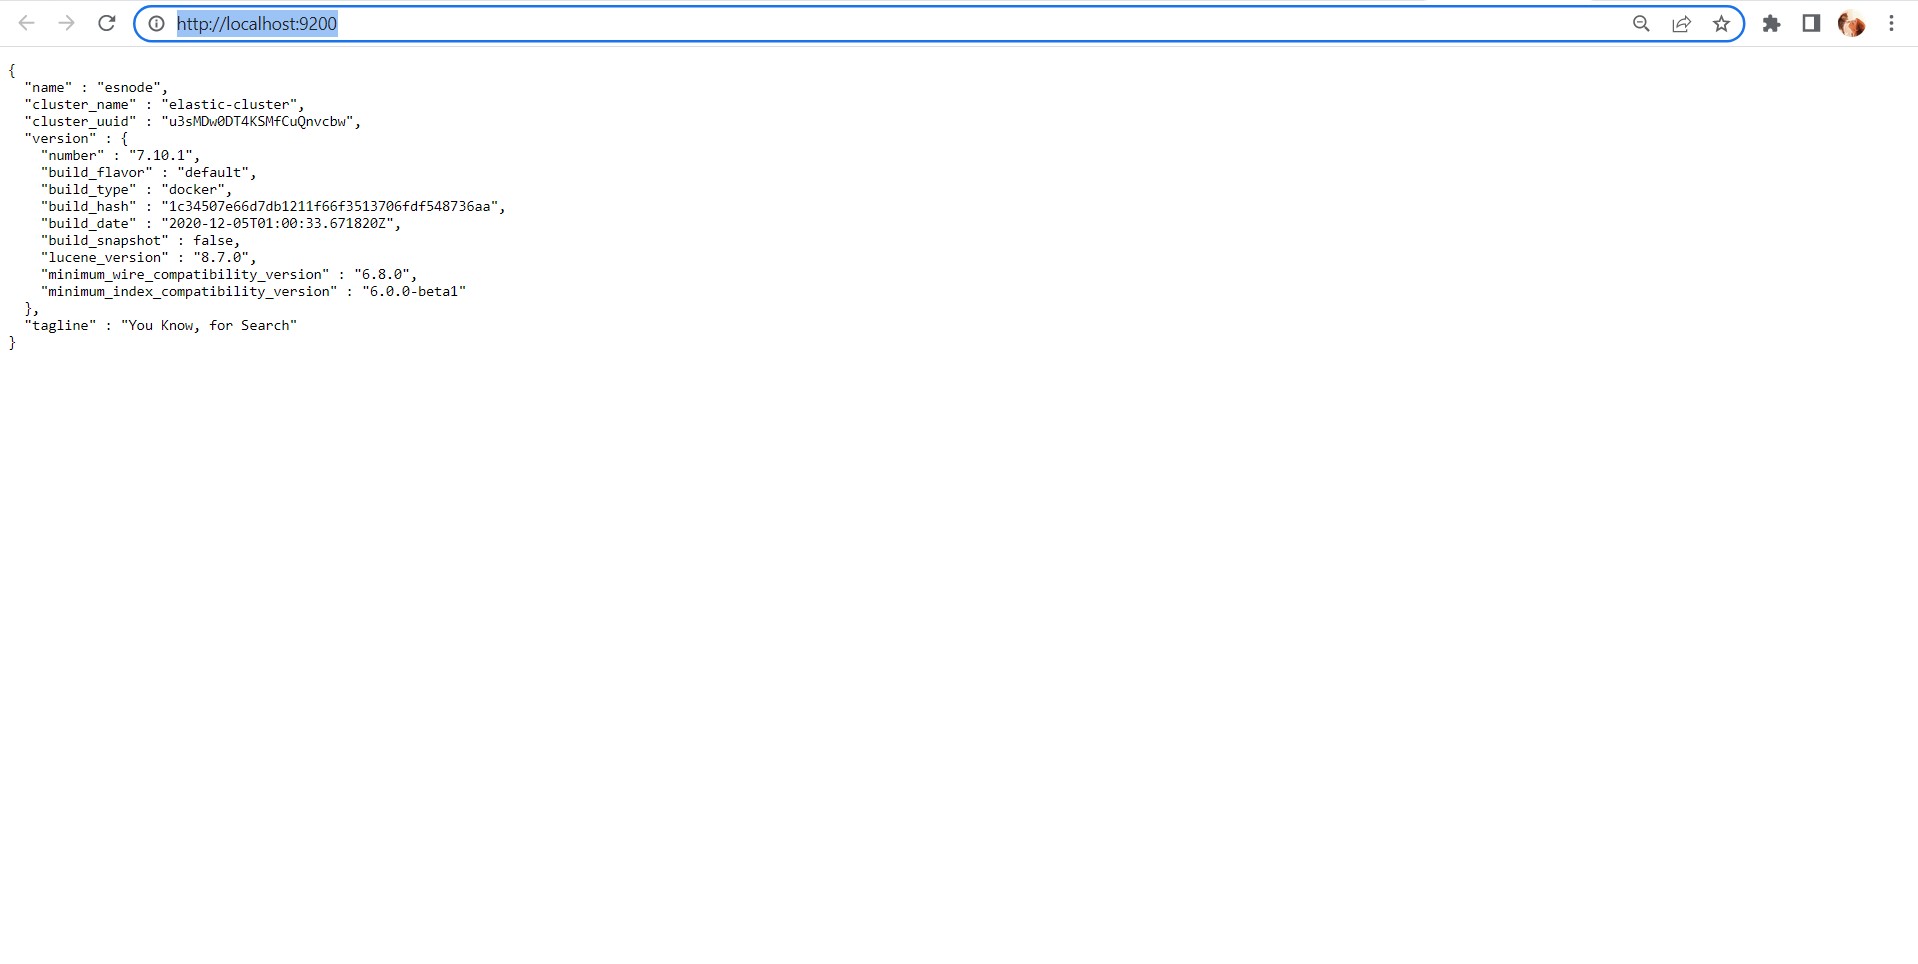 http://localhost:9200
{
  "name" : "esnode",
  "cluster_name" : "elastic-cluster",
  "cluster_uuid" : "u3sMDw0DT4KSMfCuQnvcbw",
  "version" : {
    "number" : "7.10.1",
    "build_flavor" : "default",
    "build_type" : "docker",
    "build_hash" : "1c34507e66d7db1211f66f3513706fdf548736aa",
    "build_date" : "2020-12-05T01:00:33.671820Z",
    "build_snapshot" : false,
    "lucene_version" : "8.7.0",
    "minimum_wire_compatibility_version" : "6.8.0",
    "minimum_index_compatibility_version" : "6.0.0-beta1"
  },
  "tagline" : "You Know, for Search"
}